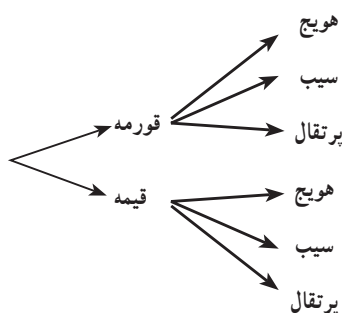 هویج
سیب
قورمه
پرتقال
هویج
قیمه
سیب
پرتقال